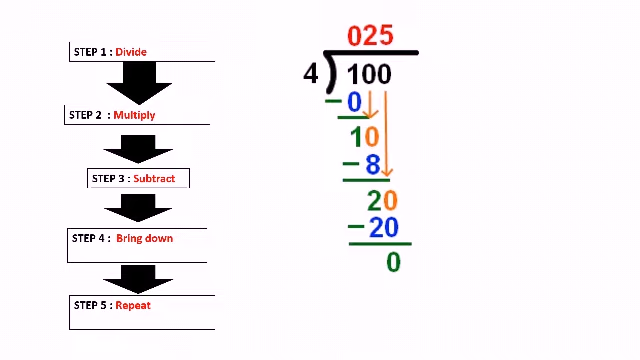 STEP 1 : Divide
STEP 2 : Multiply
STEP 3 : Subtract
STEP 4 : Bring down
STEP 5 : Repeat
025
4 ) 100
− 0
10
− 8
20
− 20
0